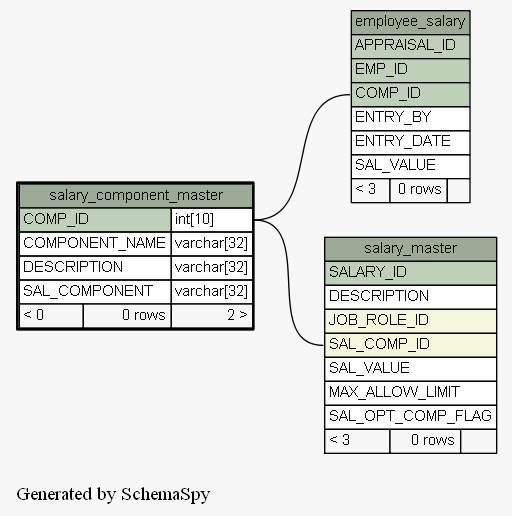 employee_salary
APPRAISAL_ID
EMP_ID
COMP_ID
ENTRY_BY
ENTRY_DATE
SAL_VALUE
< 3 0 rows
salary_component_master
COMP_ID int[10]
COMPONENT_NAME varchar[32]
DESCRIPTION varchar[32]
SAL_COMPONENT varchar[32]
< 0 0 rows 2 >
salary_master
SALARY_ID
DESCRIPTION
JOB_ROLE_ID
SAL_COMP_ID
SAL_VALUE
MAX_ALLOW_LIMIT
SAL_OPT_COMP_FLAG
< 3 0 rows
Generated by SchemaSpy